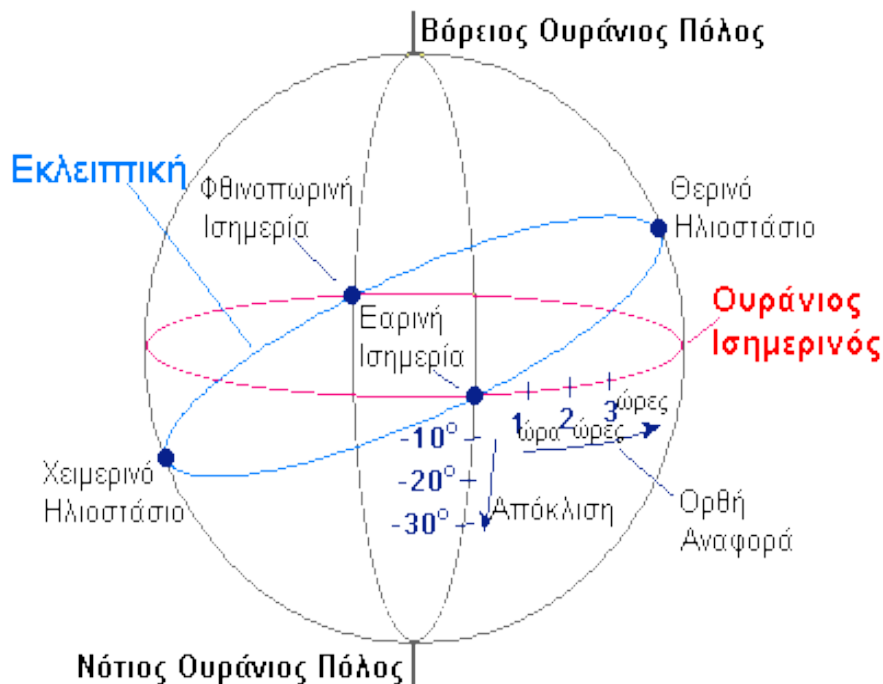 Βόρειος Ουράνιος Πόλος
Εκλειπτική
Φθινοπωρινή
Ισημερία
Θερινό
Ηλιοστάσιο
Εαρινή
Ισημερία
Ουράνιος
Ισημερινός
1 2 3
ώρα ώρες ώρες
-10°
-20°
-30°
Απόκλιση
Ορθή
Αναφορά
Χειμερινό
Ηλιοστάσιο
Νότιος Ουράνιος Πόλος